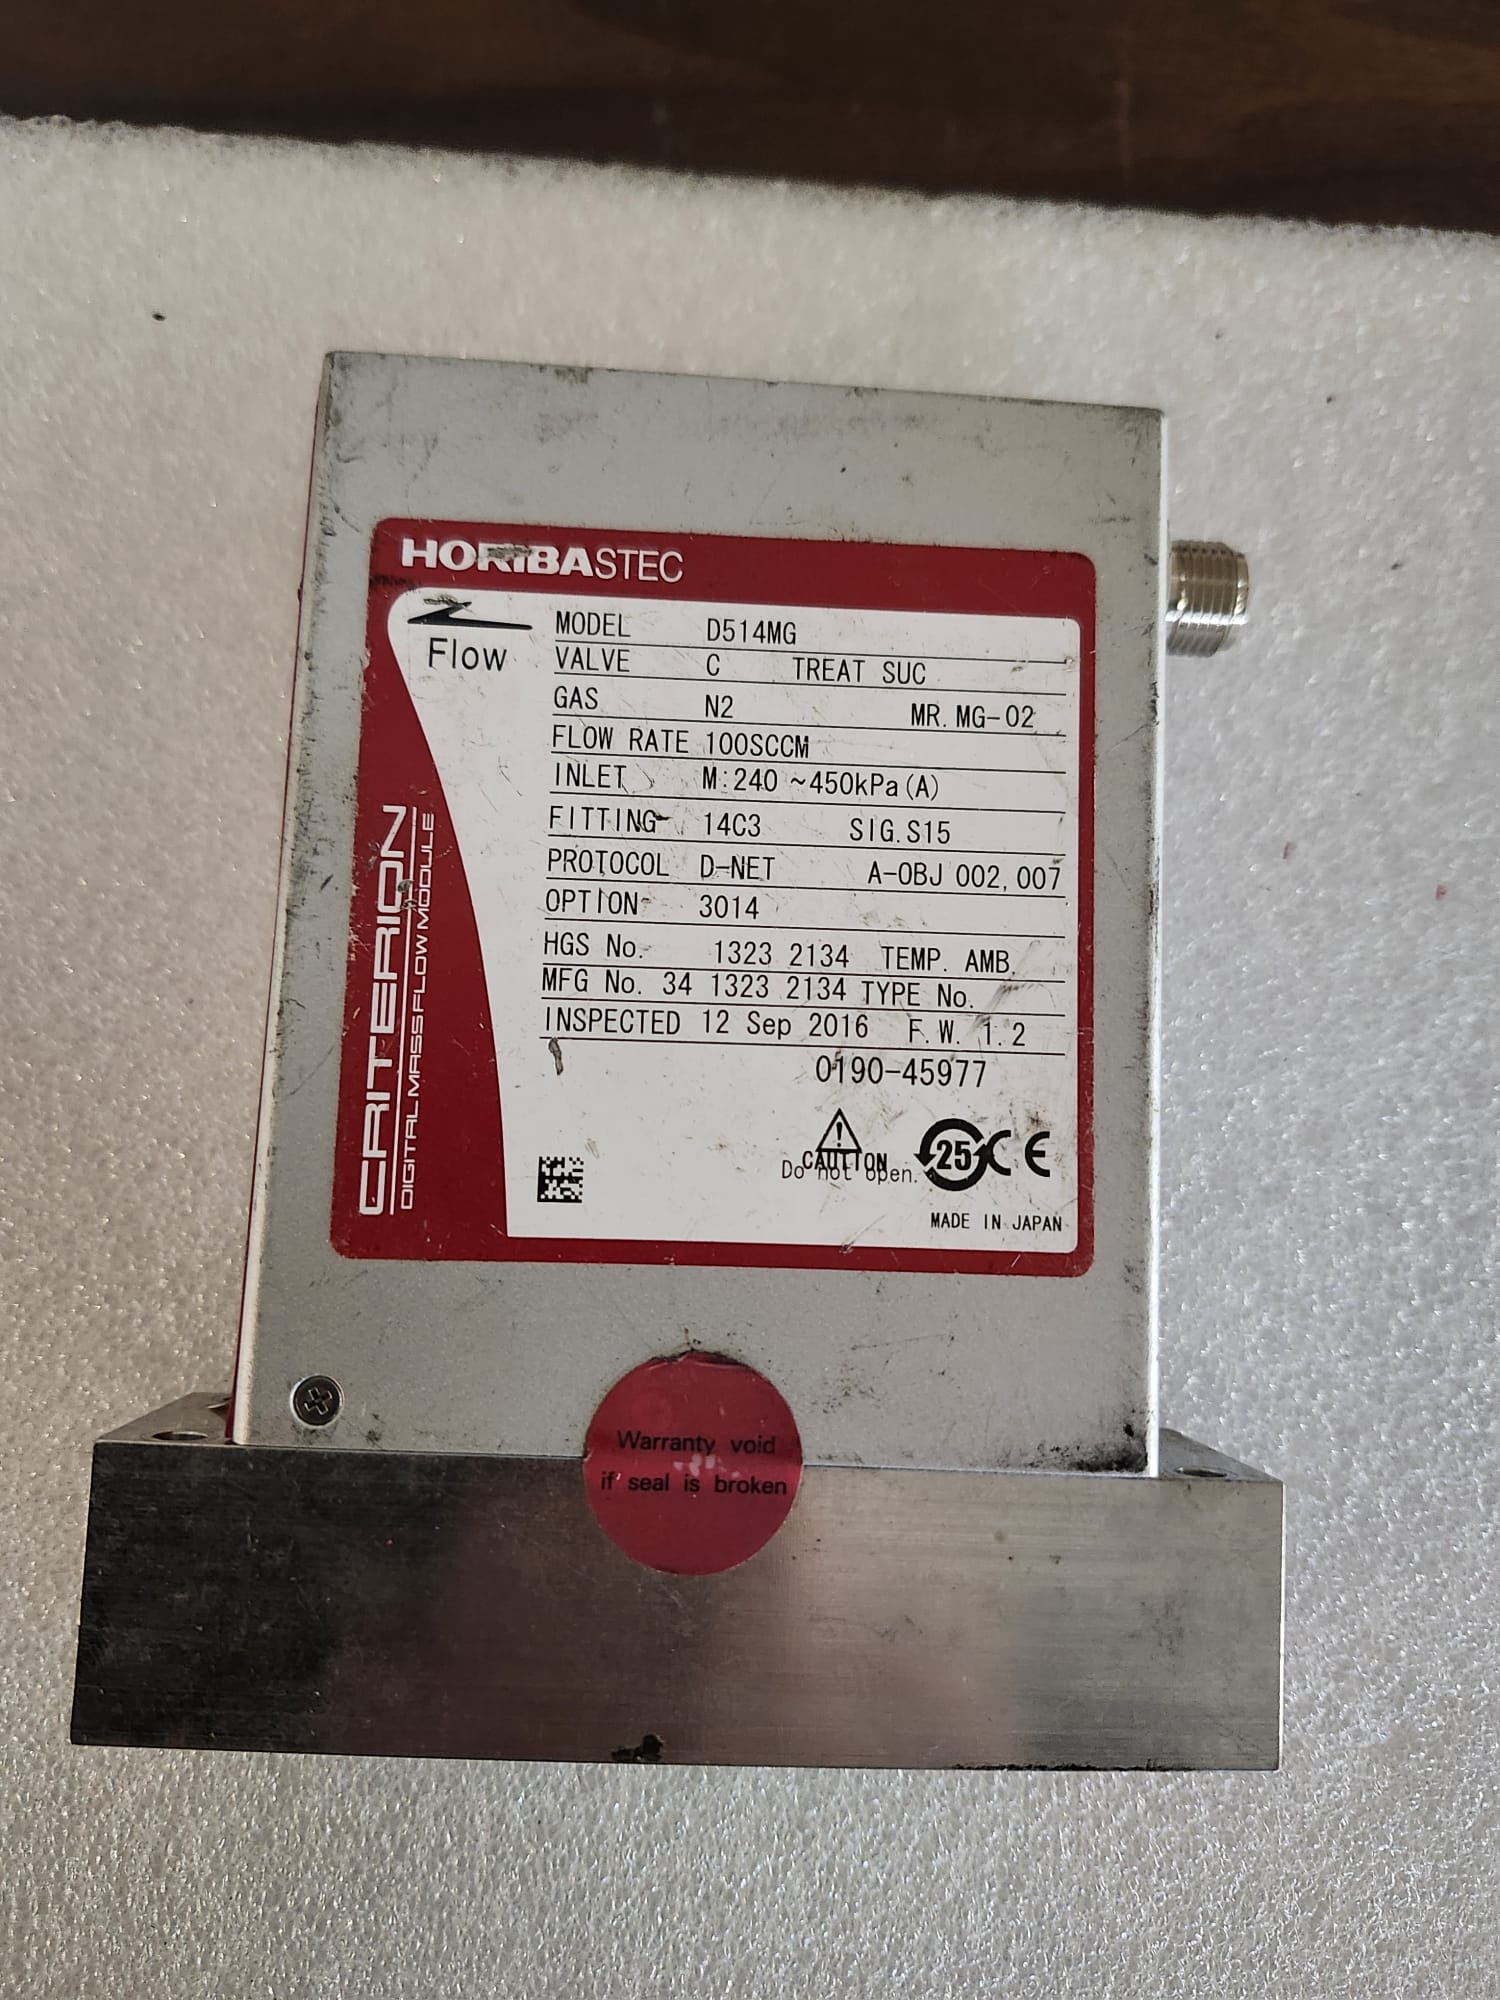 HORIBASTEC
Flow
MODEL D514MG
VALVE C TREAT SUC
GAS N2 MR.MG-02
FLOW RATE 100SCCM
INLET M:240 ~450kPa(A)
FITTING 14C3 SIG.S15
PROTOCOL D-NET A-OBJ 002,007
OPTION 3014
HGS No. 1323 2134 TEMP. AMB.
MFG No. 34 1323 2134 TYPE No.
INSPECTED 12 Sep 2016 F.W. 1.2
0190-45977
CAUTION
Do not open.
25
CE
MADE IN JAPAN
CRITERION
DIGITAL MASS FLOW MODULE
Warranty void
if seal is broken